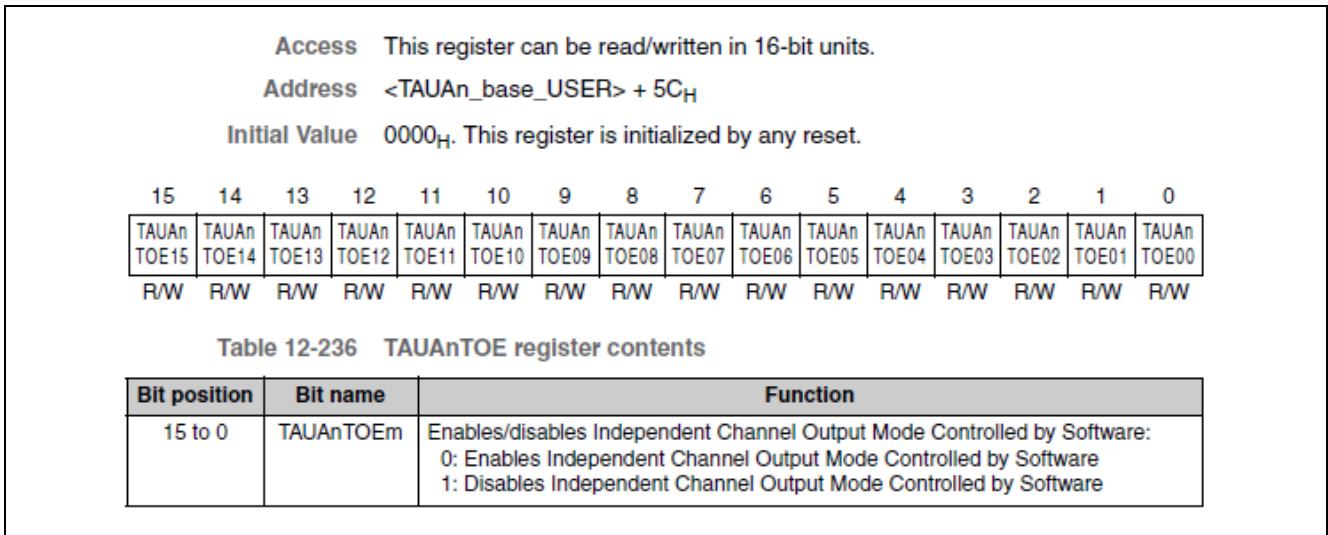 Access This register can be read/written in 16-bit units.
Address <TAUAn_base_USER> + 5CH
Initial Value 0000H. This register is initialized by any reset.
15 14 13 12 11 10 9 8 7 6 5 4 3 2 1 0
TAUAn TAUAn TAUAn TAUAn TAUAn TAUAn TAUAn TAUAn TAUAn TAUAn TAUAn TAUAn TAUAn TAUAn TAUAn TAUAn
TOE15 TOE14 TOE13 TOE12 TOE11 TOE10 TOE09 TOE08 TOE07 TOE06 TOE05 TOE04 TOE03 TOE02 TOE01 TOE00
R/W R/W R/W R/W R/W R/W R/W R/W R/W R/W R/W R/W R/W R/W R/W R/W
Table 12-236 TAUAnTOE register contents
Bit position Bit name Function
15 to 0 TAUAnTOEm Enables/disables Independent Channel Output Mode Controlled by Software:
0: Enables Independent Channel Output Mode Controlled by Software
1: Disables Independent Channel Output Mode Controlled by Software